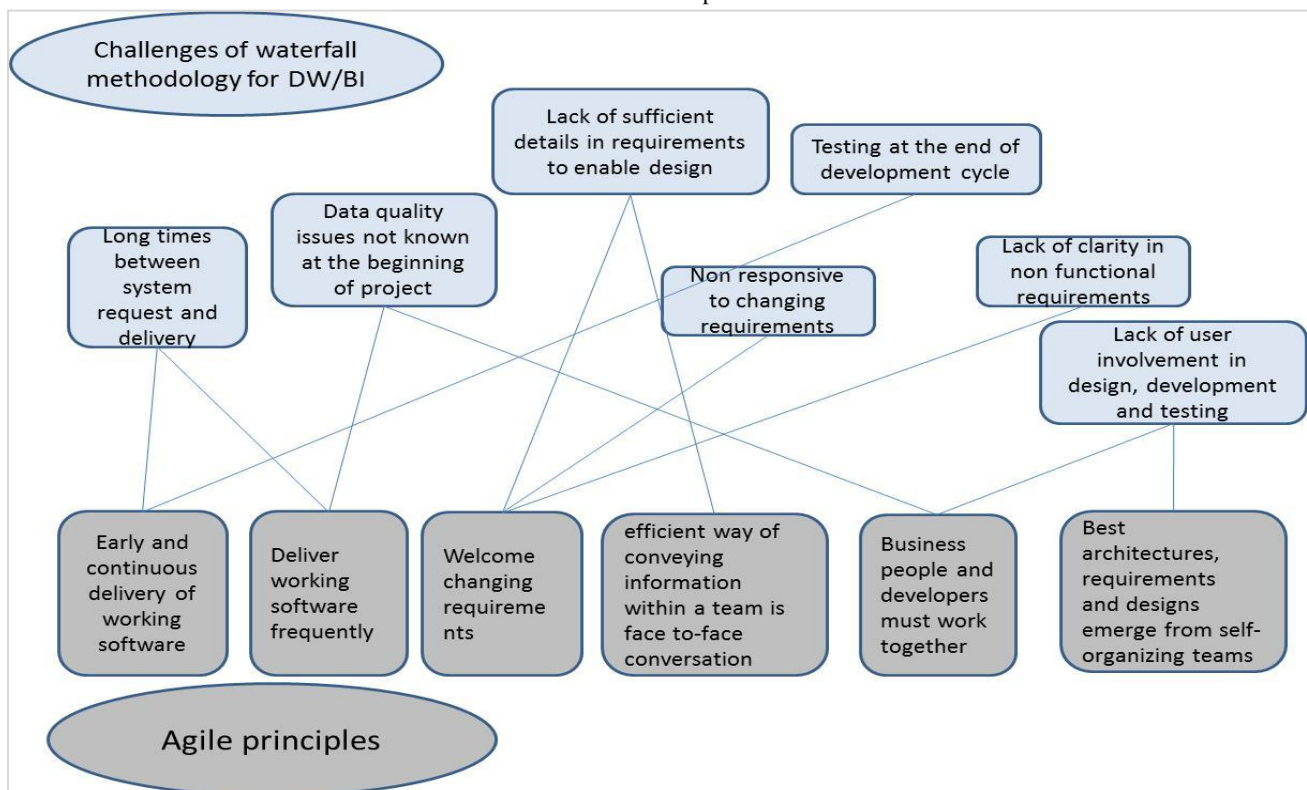 Challenges of waterfall
methodology for DW/BI
Lack of sufficient
details in requirements
to enable design
Testing at the end of
development cycle
Data quality
issues not known
at the beginning
of project
Long times
between
system
request and
delivery
Non responsive
to changing
requirements
Lack of clarity in
non functional
requirements
Lack of user
involvement in
design, development
and testing
Early and
continuous
delivery of
working
software
Deliver
working
software
frequently
Welcome
changing
requireme
nts
efficient way of
conveying
information
within a team is
face to-face
conversation
Business
people and
developers
must work
together
Best
architectures,
requirements
and designs
emerge from self-
organizing teams
Agile principles